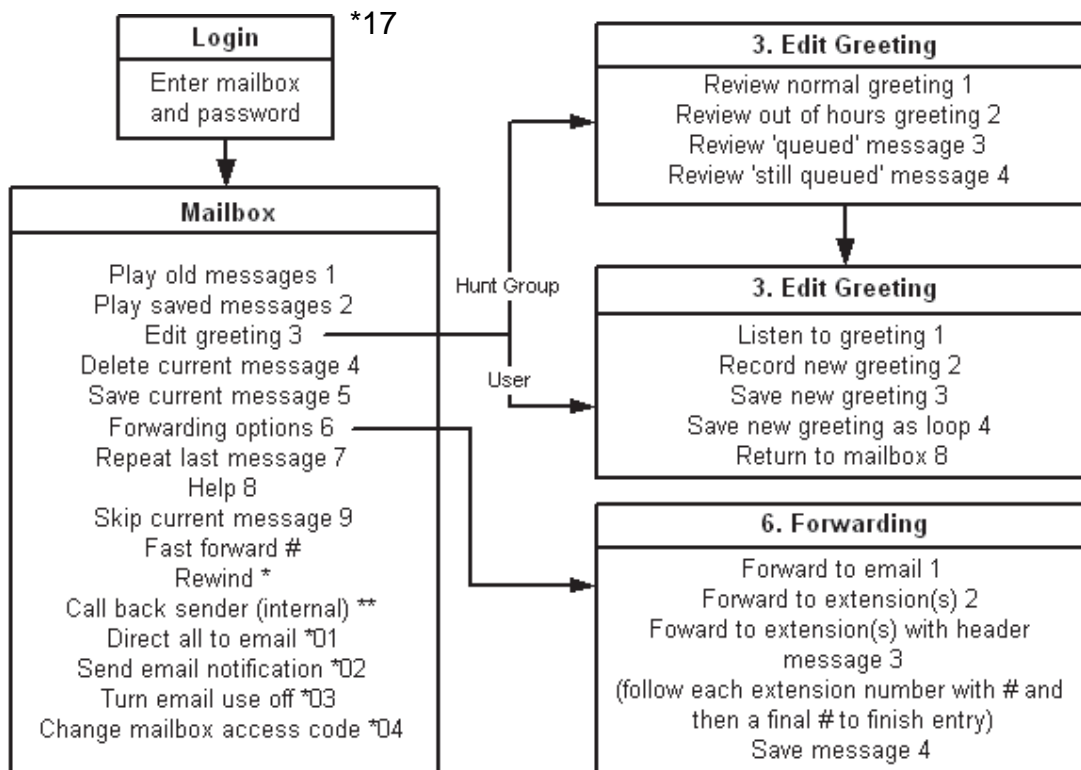 *17
Login
Enter mailbox
and password
Mailbox
Play old messages 1
Play saved messages 2
Edit greeting 3
Delete current message 4
Save current message 5
Forwarding options 6
Repeat last message 7
Help 8
Skip current message 9
Fast forward #
Rewind *
Call back sender (internal) **
Direct all to email *01
Send email notification *02
Turn email use off *03
Change mailbox access code *04
Hunt Group
User
3. Edit Greeting
Review normal greeting 1
Review out of hours greeting 2
Review 'queued' message 3
Review 'still queued' message 4
3. Edit Greeting
Listen to greeting 1
Record new greeting 2
Save new greeting 3
Save new greeting as loop 4
Return to mailbox 8
6. Forwarding
Forward to email 1
Forward to extension(s) 2
Foward to extension(s) with header
message 3
(follow each extension number with # and
then a final # to finish entry)
Save message 4